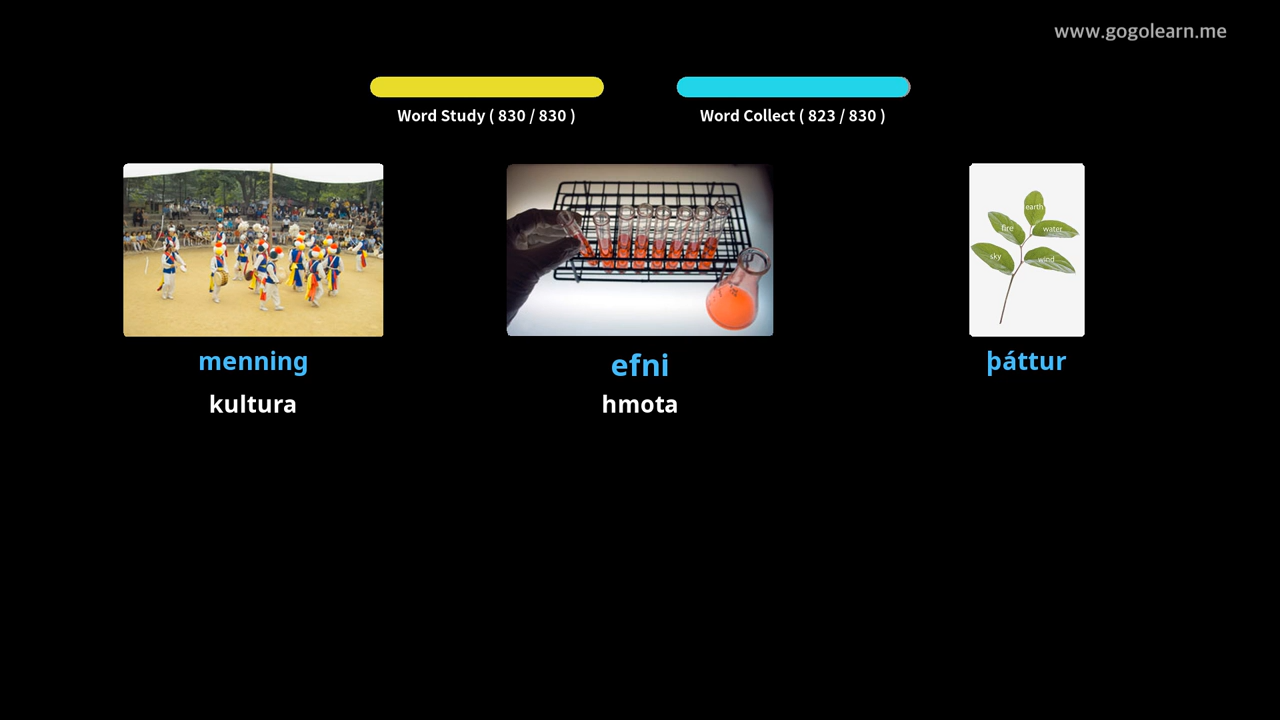 www.gogolearn.me
Word Study ( 830 / 830 )
Word Collect ( 823 / 830 )
earth
fire
water
sky
wind
menning
efni
þáttur
kultura
hmota